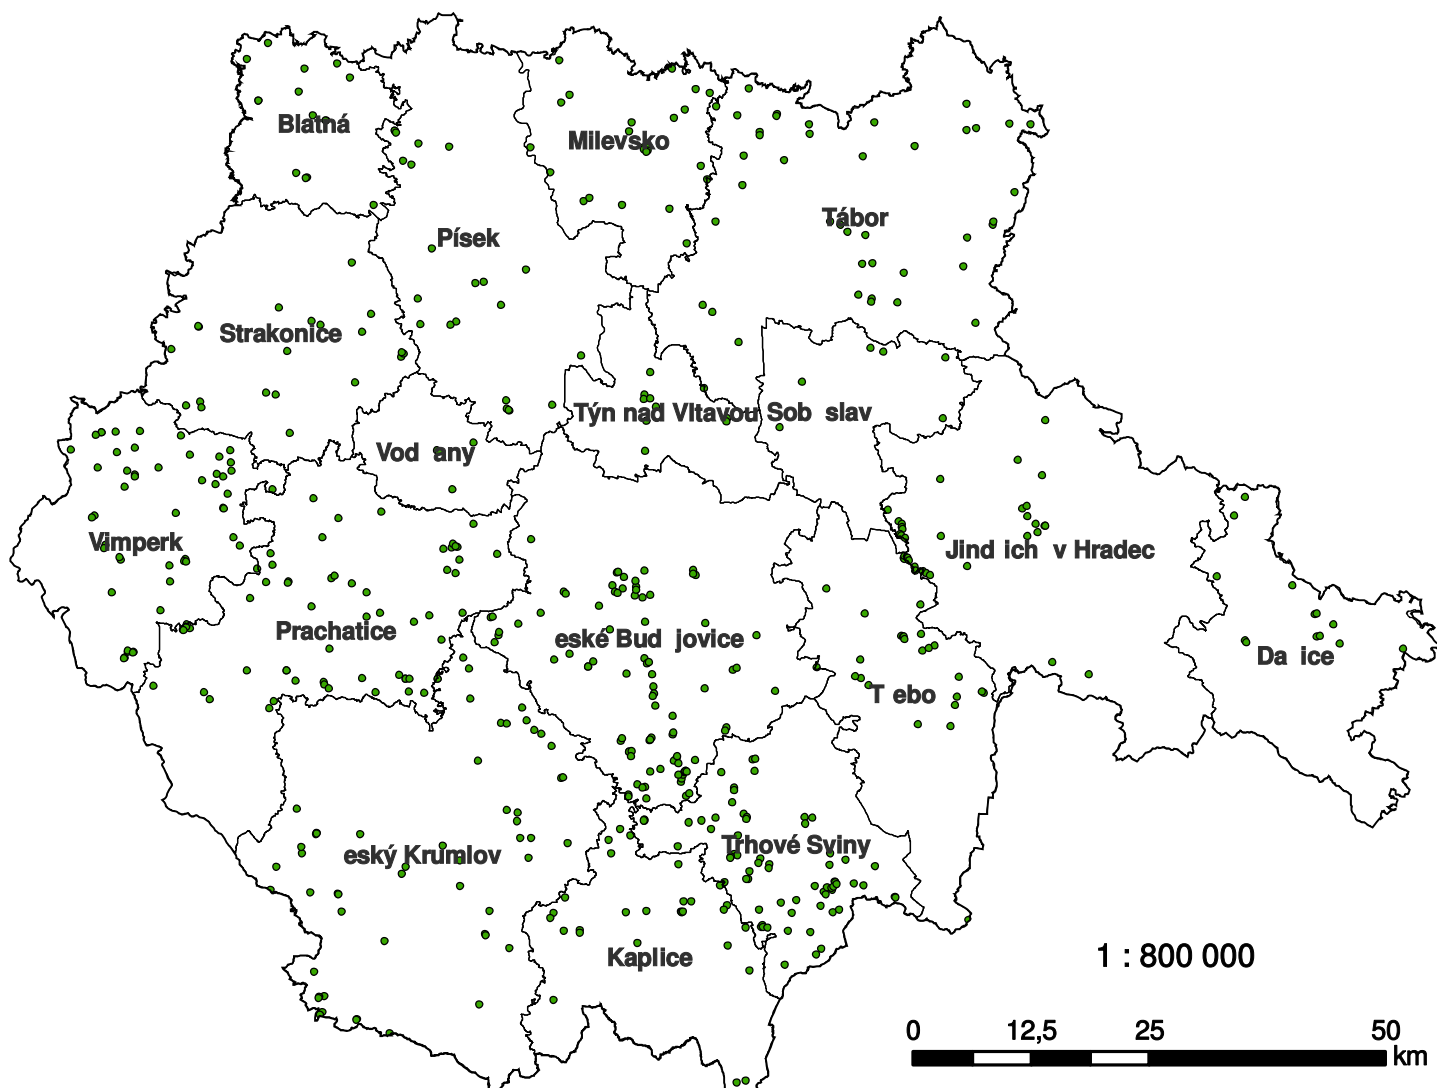 Blatná
Milevsko
Tábor
Písek
Strakonice
Týn nad Vltavou
Sob slav
Vod any
Vimperk
Jind ich v Hradec
Prachatice
eské Bud jovice
Da ice
T ebo
Trhové Sviny
eský Krumlov
Kaplice
1 : 800 000
0 12,5 25 50
km